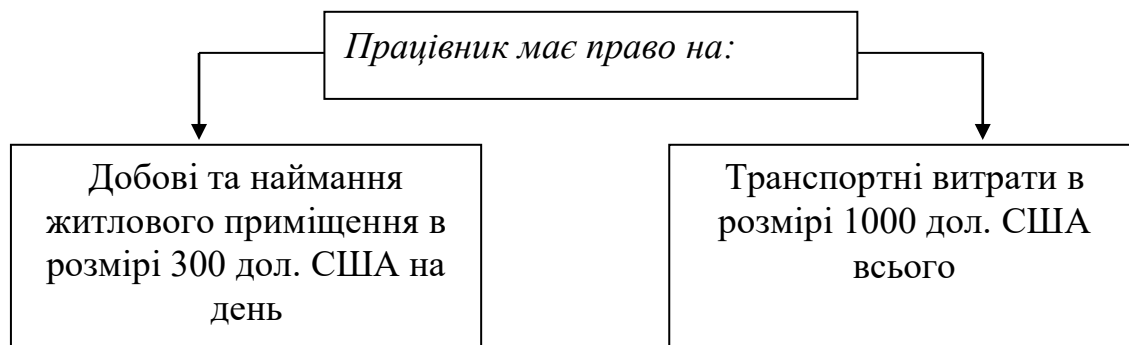 Працівник має право на:
Добові та наймання
житлового приміщення в
розмірі 300 дол. США на
день
Транспортні витрати в
розмірі 1000 дол. США
всього